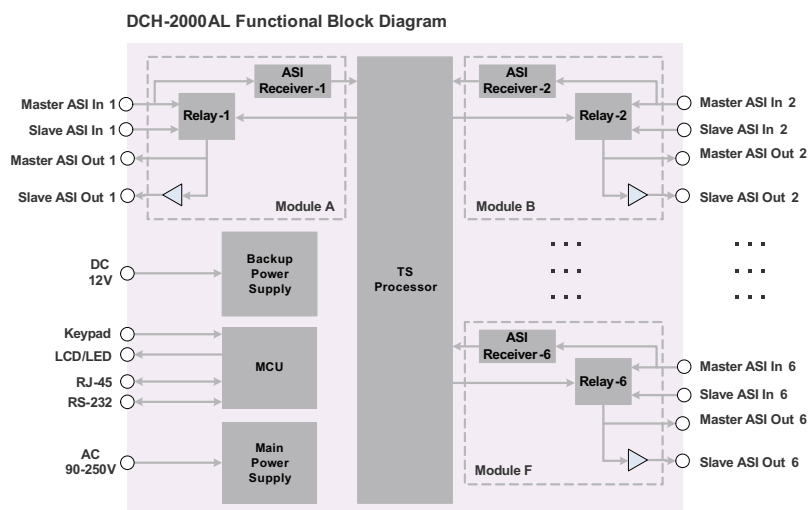 DCH-2000AL Functional Block Diagram
ASI
Receiver-1
Relay-1
Master ASI In 1
Slave ASI In 1
Master ASI Out 1
Slave ASI Out 1
Module A
DC
12V
Backup
Power
Supply
Keypad
LCD/LED
RJ-45
RS-232
MCU
AC
90-250V
Main
Power
Supply
TS
Processor
ASI
Receiver-2
Relay-2
Master ASI In 2
Slave ASI In 2
Master ASI Out 2
Slave ASI Out 2
Module B
... ...
... ...
... ...
ASI
Receiver-6
Relay-6
Master ASI In 6
Slave ASI In 6
Master ASI Out 6
Slave ASI Out 6
Module F